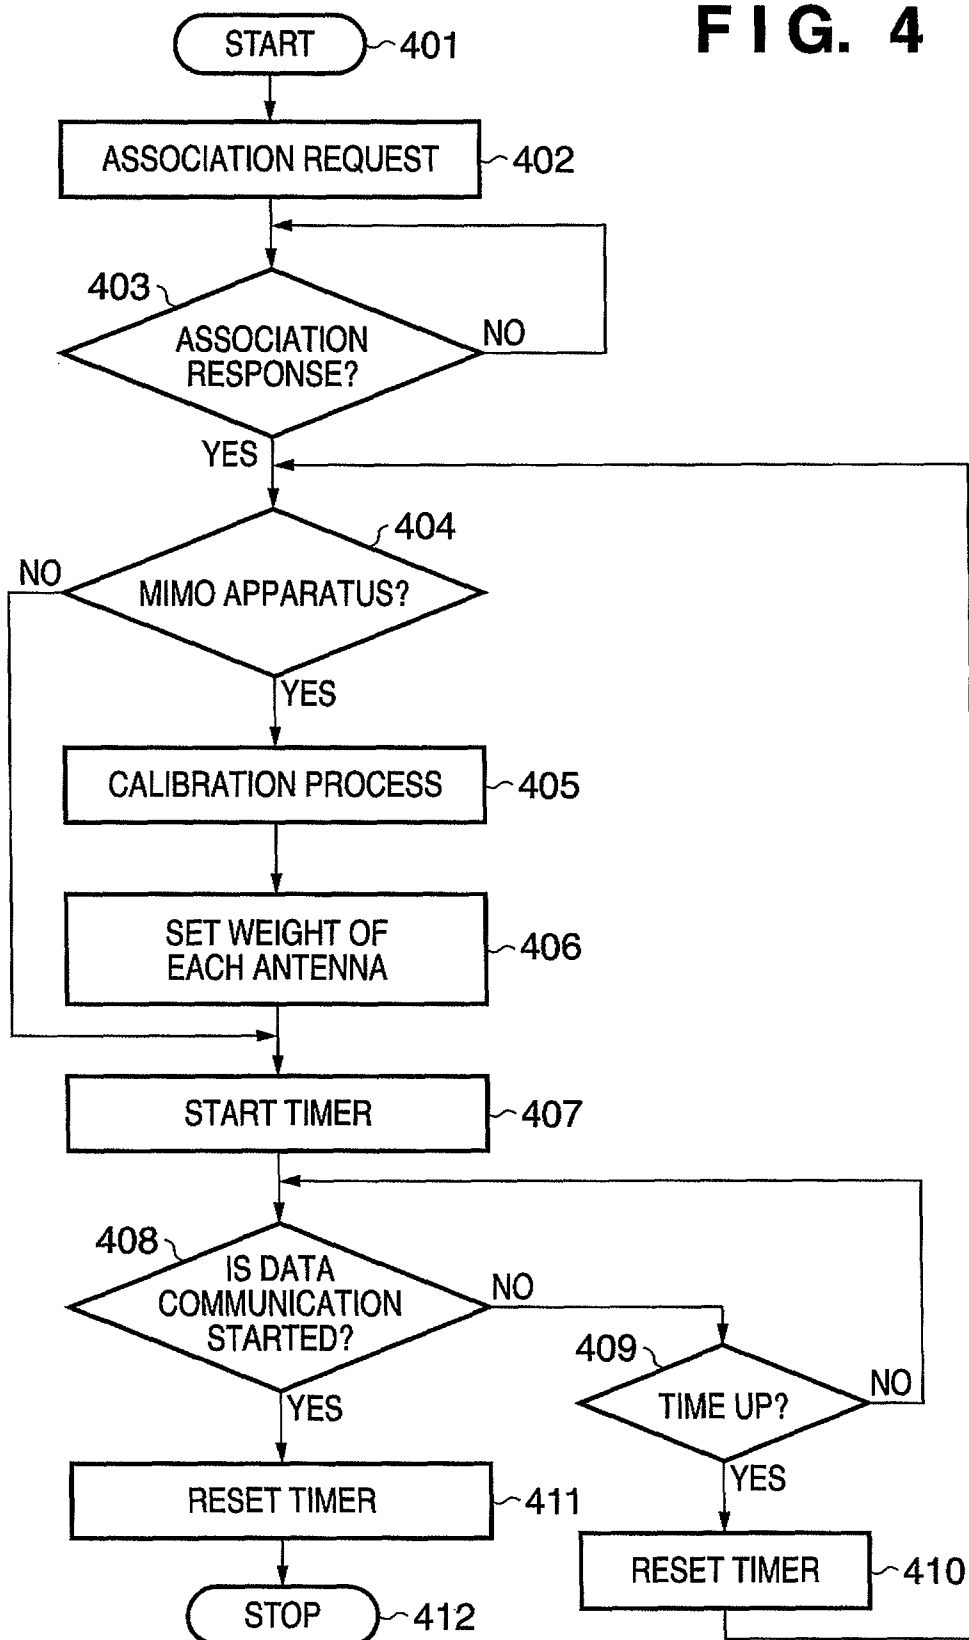 FIG. 4
START
401
ASSOCIATION REQUEST
402
403
ASSOCIATION
RESPONSE?
NO
YES
404
NO
MIMO APPARATUS?
YES
CALIBRATION PROCESS
405
SET WEIGHT OF
EACH ANTENNA
406
START TIMER
407
408
IS DATA
COMMUNICATION
STARTED?
NO
409
TIME UP?
NO
YES
YES
RESET TIMER
411
RESET TIMER
410
STOP
412